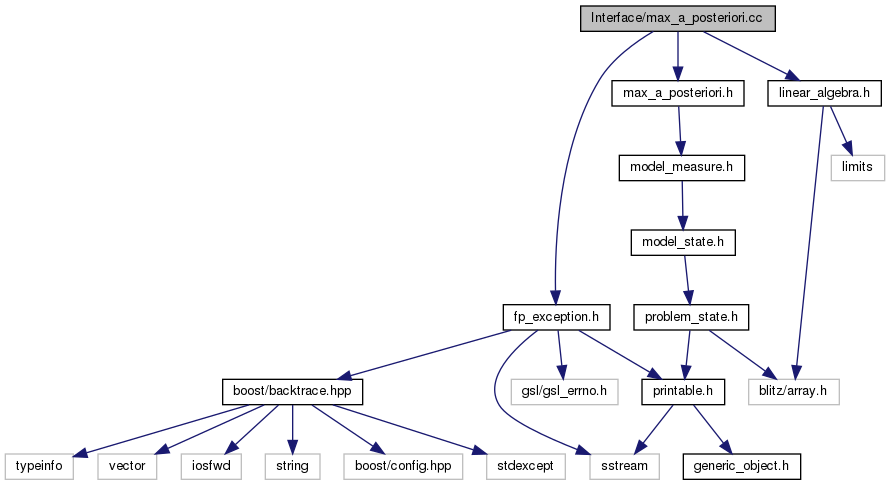 Interface/max_a_posteriori.cc
max_a_posteriori.h
linear_algebra.h
model_measure.h
limits
model_state.h
fp_exception.h
problem_state.h
boost/backtrace.hpp
gsl/gsl_errno.h
printable.h
blitz/array.h
typeinfo
vector
iosfwd
string
boost/config.hpp
stdexcept
sstream
generic_object.h